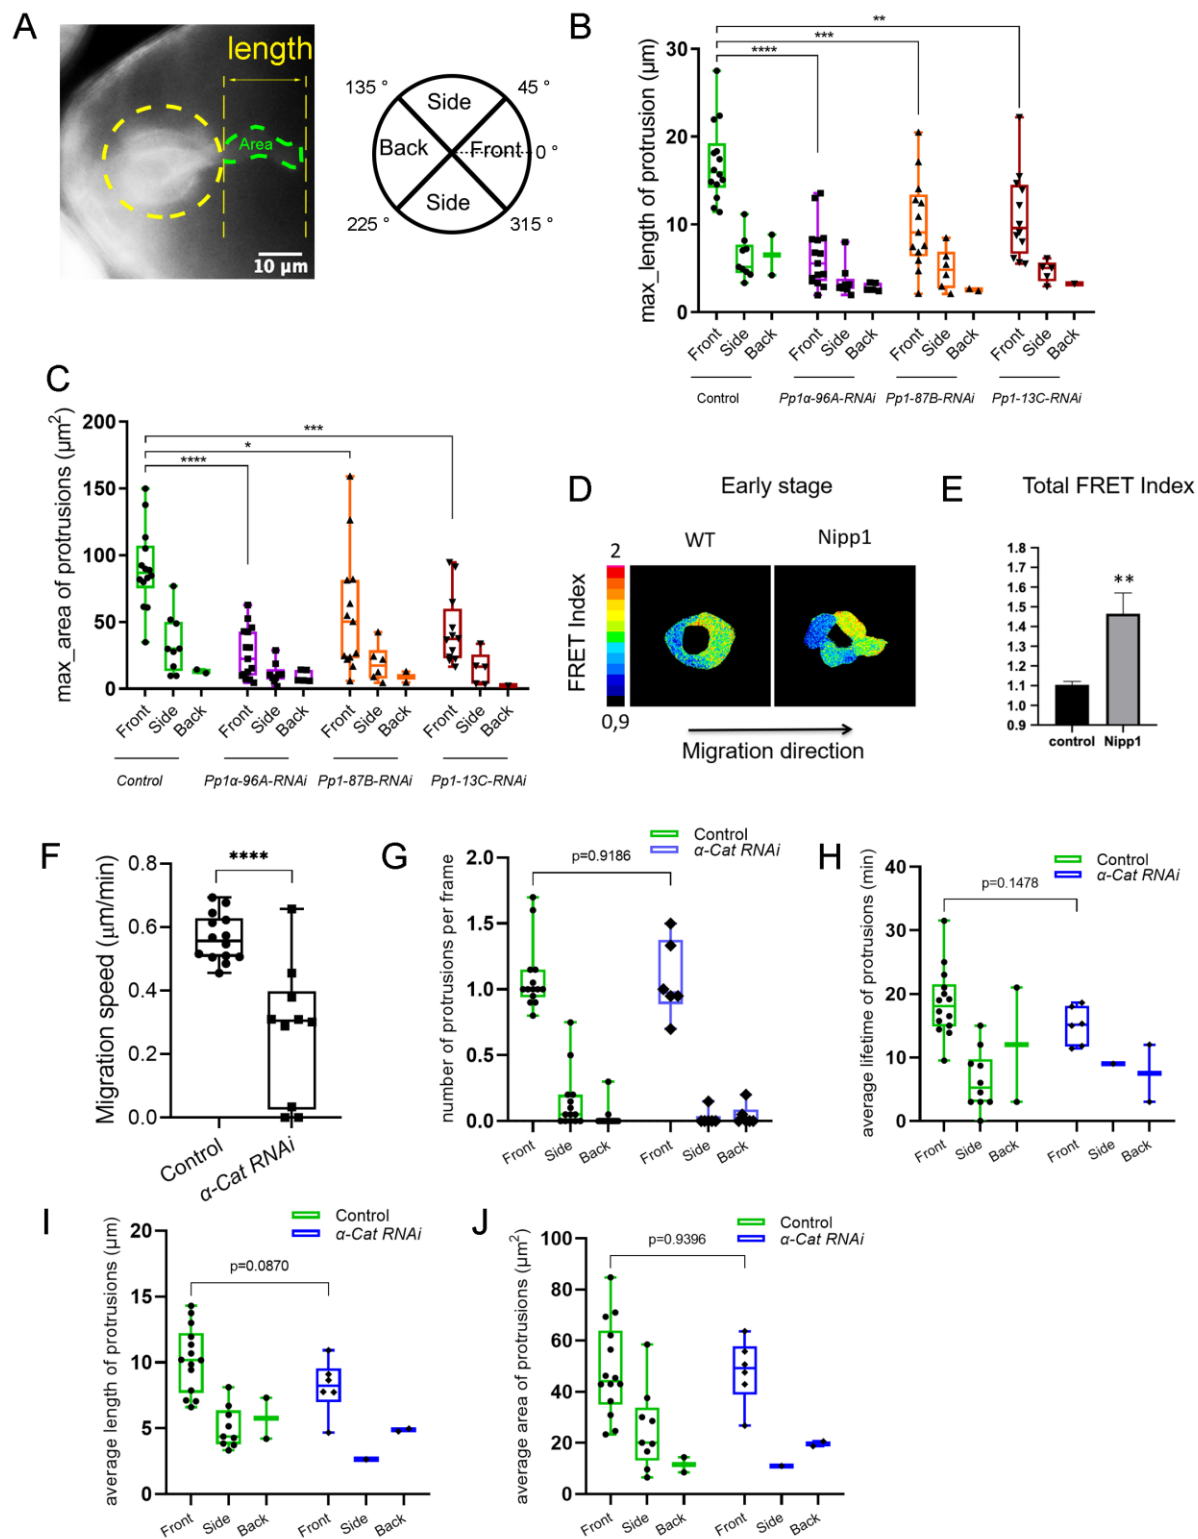 A
length
Area
10 µm
135 °
45 °
Side
Back
Front
0 °
Side
225 °
315 °
B
max_length of protrusion (µm)
30
20
10
0
**
***
****
Front
Side
Back
Front
Side
Back
Front
Side
Back
Front
Side
Back
Control
Pp1α-96A-RNAi
Pp1-87B-RNAi
Pp1-13C-RNAi
C
max_area of protrusions (µm²)
200
150
100
50
0
***
*
****
Front
Side
Back
Front
Side
Back
Front
Side
Back
Front
Side
Back
Control
Pp1α-96A-RNAi
Pp1-87B-RNAi
Pp1-13C-RNAi
D
Early stage
WT
Nipp1
2
FRET Index
0,9
Migration direction
E
Total FRET Index
1.8
1.7
1.6
1.5
1.4
1.3
1.2
1.1
1.0
0.9
**
control
Nipp1
F
Migration speed (µm/min)
0.8
0.6
0.4
0.2
0.0
****
Control
α-Cat RNAi
G
Control
α-Cat RNAi
number of protrusions per frame
2.0
1.5
1.0
0.5
0.0
p=0.9186
Front
Side
Back
Front
Side
Back
H
Control
α-Cat RNAi
average lifetime of protrusions (min)
40
30
20
10
0
p=0.1478
Front
Side
Back
Front
Side
Back
I
Control
α-Cat RNAi
average length of protrusions (µm)
20
15
10
5
0
p=0.0870
Front
Side
Back
Front
Side
Back
J
Control
α-Cat RNAi
average area of protrusions (µm²)
100
80
60
40
20
0
p=0.9396
Front
Side
Back
Front
Side
Back